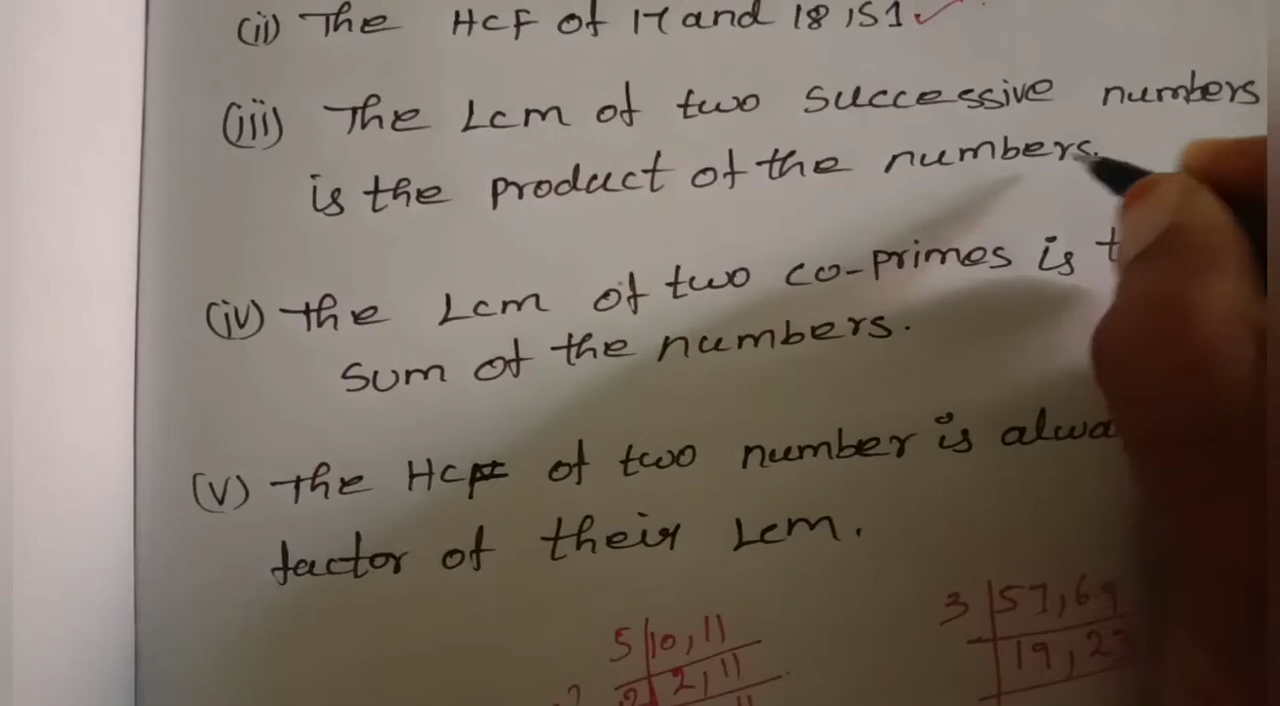 (ii) The HCF of 17 and 18 is 1 ✓
(iii) The Lcm of two successive numbers
is the product of the numbers.
(iv) the Lcm of two co-primes is
sum of the numbers.
(v) the HCF of two number is
factor of their Lcm.
5 10, 11
2 2, 11
3 57, 69
19, 23